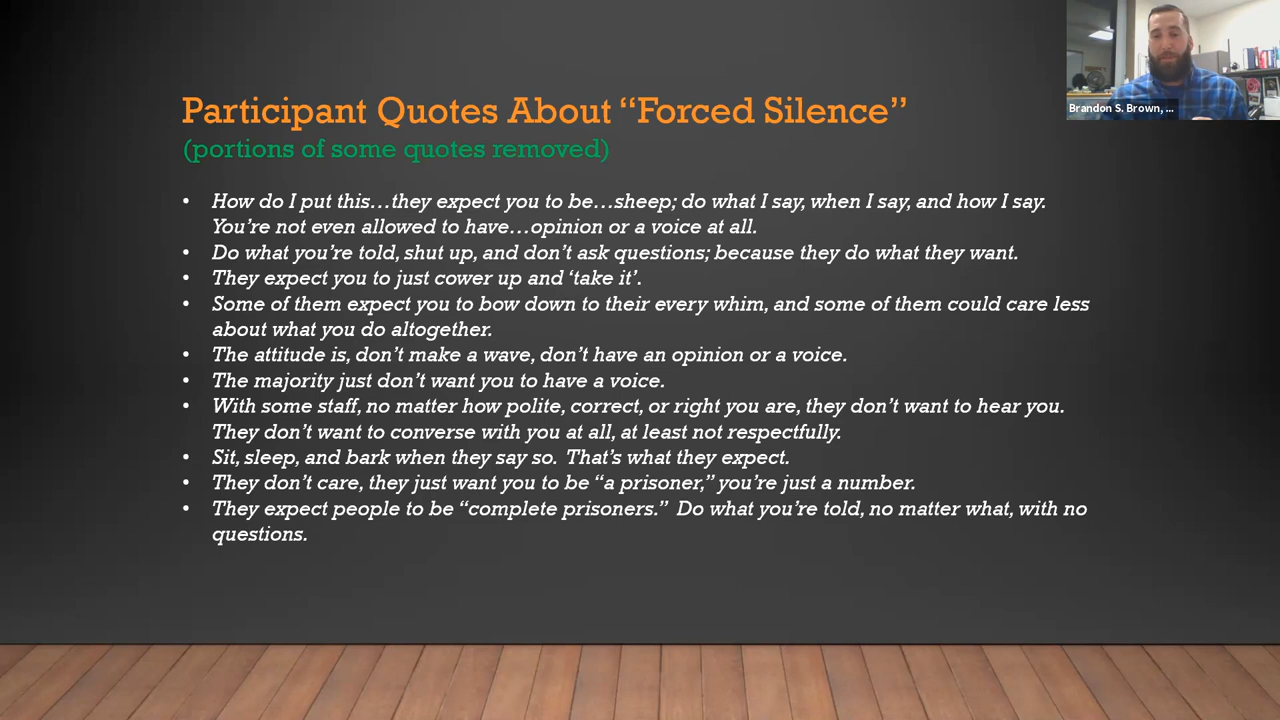 Brandon S. Brown, ...
Participant Quotes About “Forced Silence”
(portions of some quotes removed)
• How do I put this…they expect you to be…sheep; do what I say, when I say, and how I say.
You’re not even allowed to have…opinion or a voice at all.
• Do what you’re told, shut up, and don’t ask questions; because they do what they want.
• They expect you to just cower up and ‘take it’.
• Some of them expect you to bow down to their every whim, and some of them could care less
about what you do altogether.
• The attitude is, don’t make a wave, don’t have an opinion or a voice.
• The majority just don’t want you to have a voice.
• With some staff, no matter how polite, correct, or right you are, they don’t want to hear you.
They don’t want to converse with you at all, at least not respectfully.
• Sit, sleep, and bark when they say so.  That’s what they expect.
• They don’t care, they just want you to be “a prisoner,” you’re just a number.
• They expect people to be “complete prisoners.”  Do what you’re told, no matter what, with no
questions.